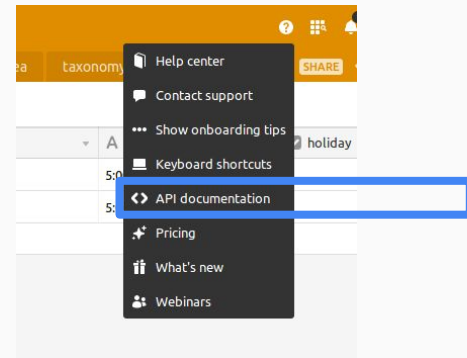 ea
taxonomy
SHARE
Help center
Contact support
Show onboarding tips
Keyboard shortcuts
API documentation
Pricing
What's new
Webinars
A
holiday
5:0
5: